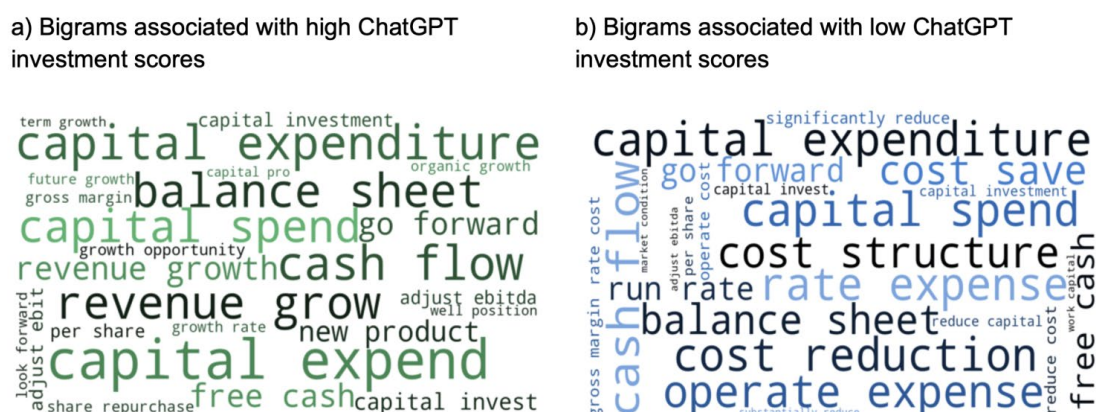 a) Bigrams associated with high ChatGPT
investment scores
term growth
capital investment
capital expenditure
organic growth
capital pro
future growth
gross margin
balance sheet
capital spend
go forward
growth opportunity
revenue growth
cash flow
revenue grow
adjust ebitda
well position
per share
growth rate
new product
look forward
adjust ebit
capital expend
free cash
share repurchase
capital invest
b) Bigrams associated with low ChatGPT
investment scores
significantly reduce
capital expenditure
go forward
cost save
capital invest
capital investment
capital spend
market condition
adjust ebitda
per share
operate cost
cost structure
run rate
rate expense
balance sheet
reduce capital
cost reduction
operate expense
substantially reduce
gross margin
rate cost
cash flow
reduce cost
work capital
free cash